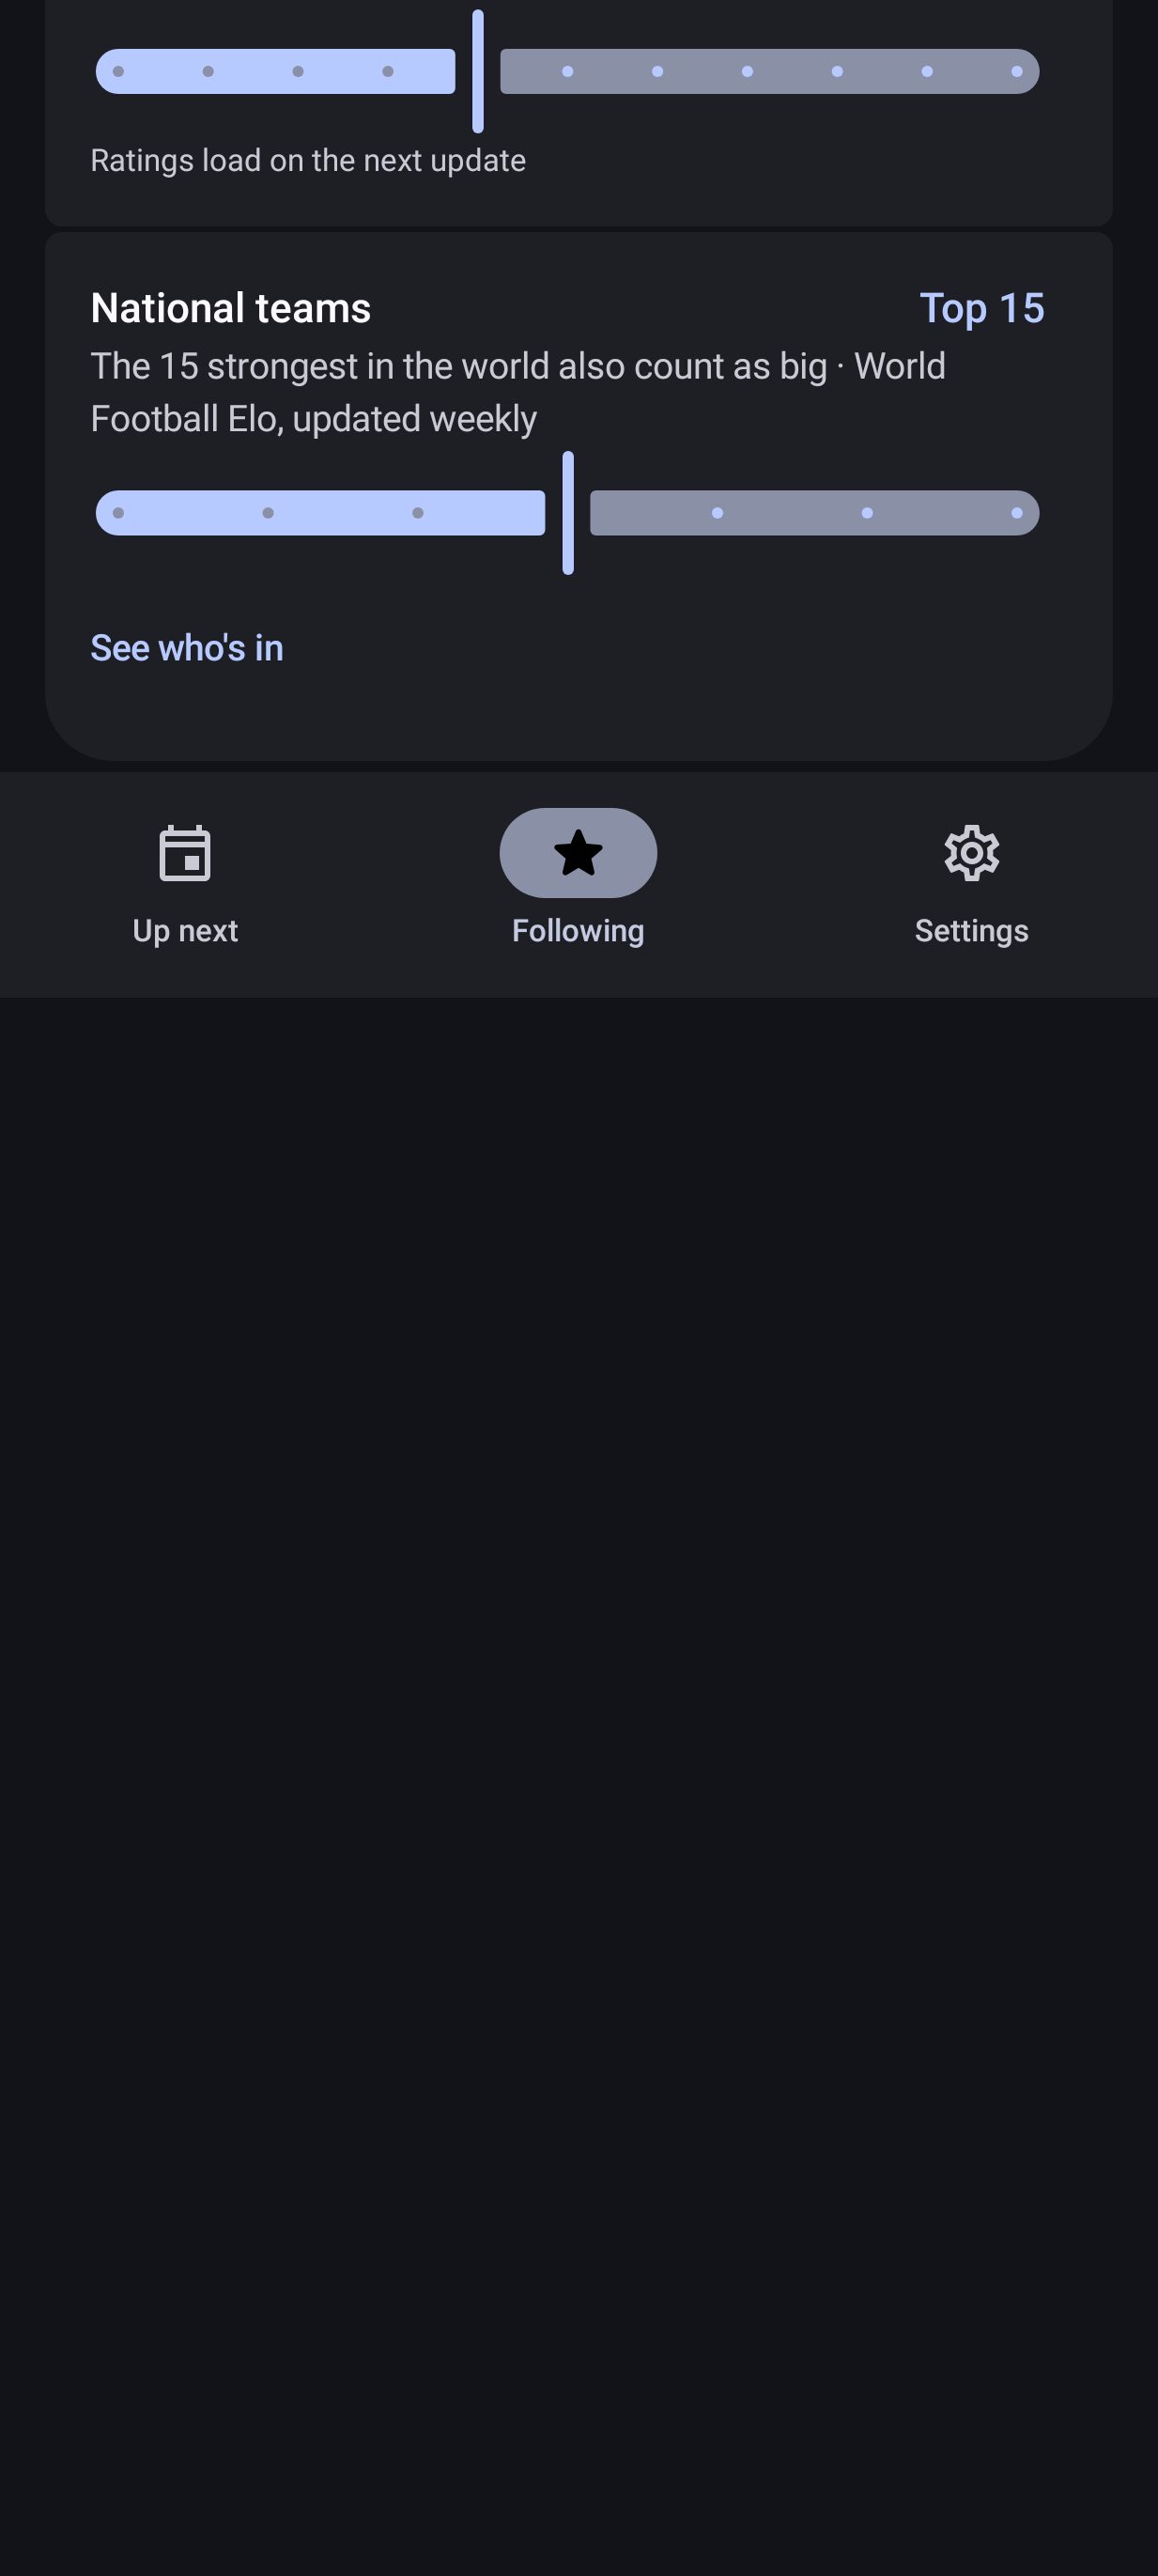 Ratings load on the next update
National teams
Top 15
The 15 strongest in the world also count as big · World
Football Elo, updated weekly
See who's in
Up next
Following
Settings